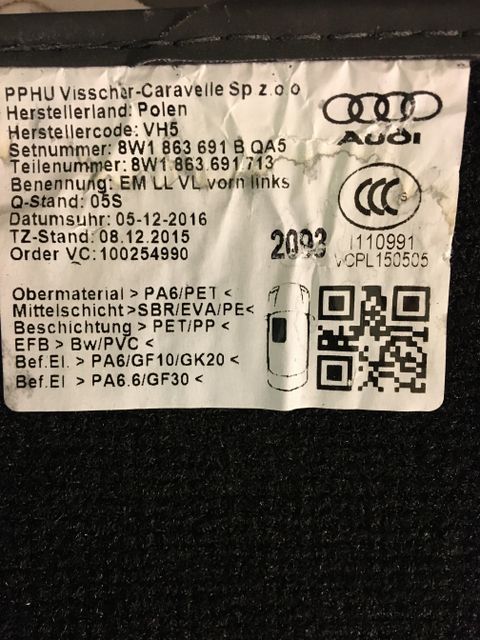 PPHU Visscher-Caravelle Sp z.o o
Herstellerland: Polen
Herstellercode: VH5
Setnummer: 8W1 863 691 B QA5
Teilenummer: 8W1.863.691 713
Benennung: EM LL VL vorn links
Q-Stand: 05S
Datumsuhr: 05-12-2016
TZ-Stand: 08.12.2015
Order VC: 100254990
Audi
CCC S
2093
I110991
VCPL150505
Obermaterial > PA6/PET <
Mittelschicht >SBR/EVA/PE<
Beschichtung > PET/PP <
EFB > Bw/PVC <
Bef.El. > PA6/GF10/GK20 <
Bef.El > PA6.6/GF30 <